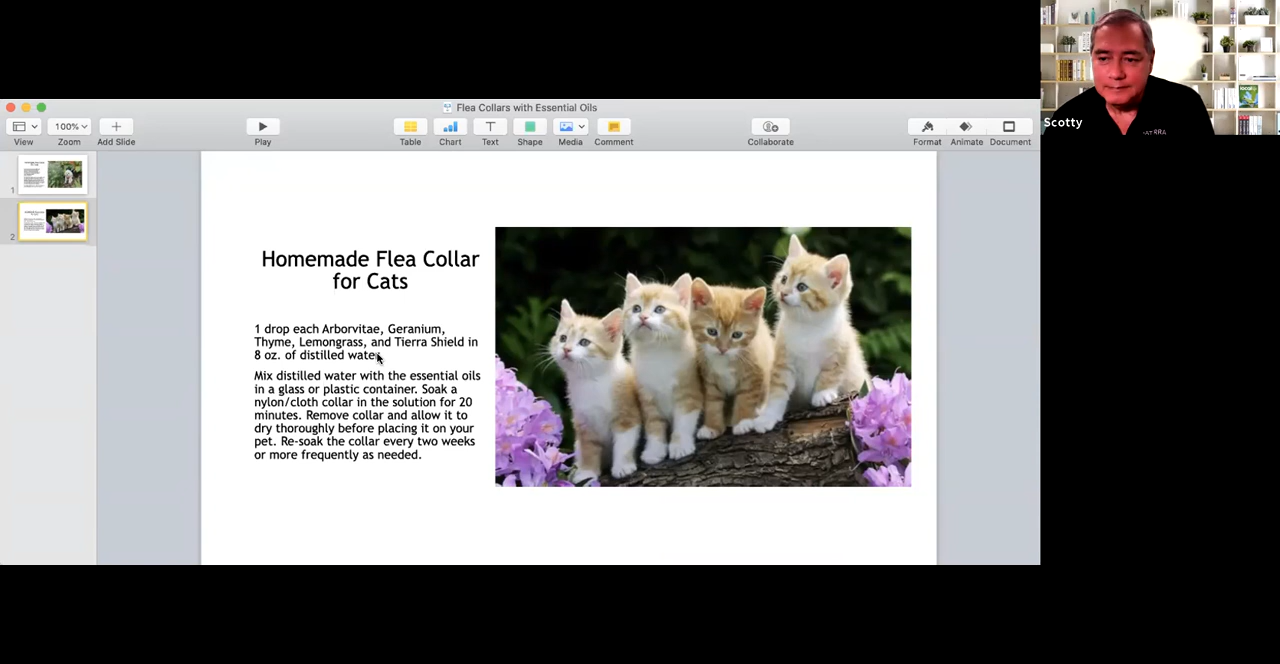 Flea Collars with Essential Oils
100%
View
Zoom
Add Slide
Play
Table
Chart
Text
Shape
Media
Comment
Collaborate
Format
Animate
Document
Scotty
1
2
Homemade Flea Collar
for Cats
1 drop each Arborvitae, Geranium,
Thyme, Lemongrass, and Tierra Shield in
8 oz. of distilled water
Mix distilled water with the essential oils
in a glass or plastic container. Soak a
nylon/cloth collar in the solution for 20
minutes. Remove collar and allow it to
dry thoroughly before placing it on your
pet. Re-soak the collar every two weeks
or more frequently as needed.